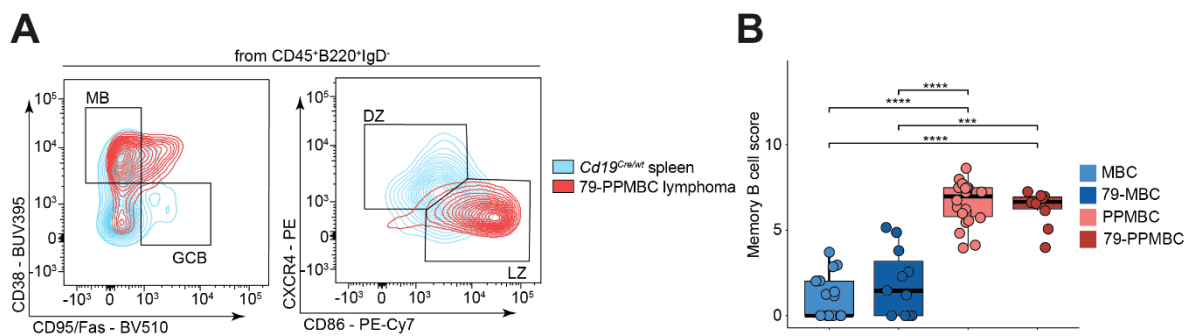 A
from CD45⁺B220⁺IgD⁻
MB
GCB
10⁵
10⁴
10³
0
-10³
-10³
0
10³
10⁴
10⁵
CD38 - BUV395
CD95/Fas - BV510
DZ
LZ
10⁵
10⁴
10³
0
-10³
-10³
0
10³
10⁴
10⁵
CXCR4 - PE
CD86 - PE-Cy7
Cd19Cre/wt spleen
79-PPMBC lymphoma
B
Memory B cell score
10
5
0
****
****
***
****
MBC
79-MBC
PPMBC
79-PPMBC